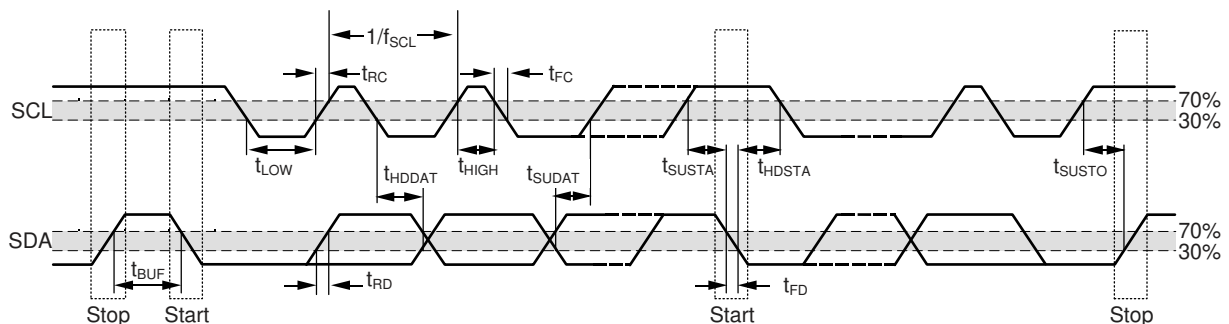 1/fSCL
tRC
tFC
SCL
70%
30%
tLOW
tHDDAT
tHIGH
tSUDAT
tSUSTA
tHDSTA
tSUSTO
SDA
70%
30%
tBUF
tRD
tFD
Stop
Start
Start
Stop